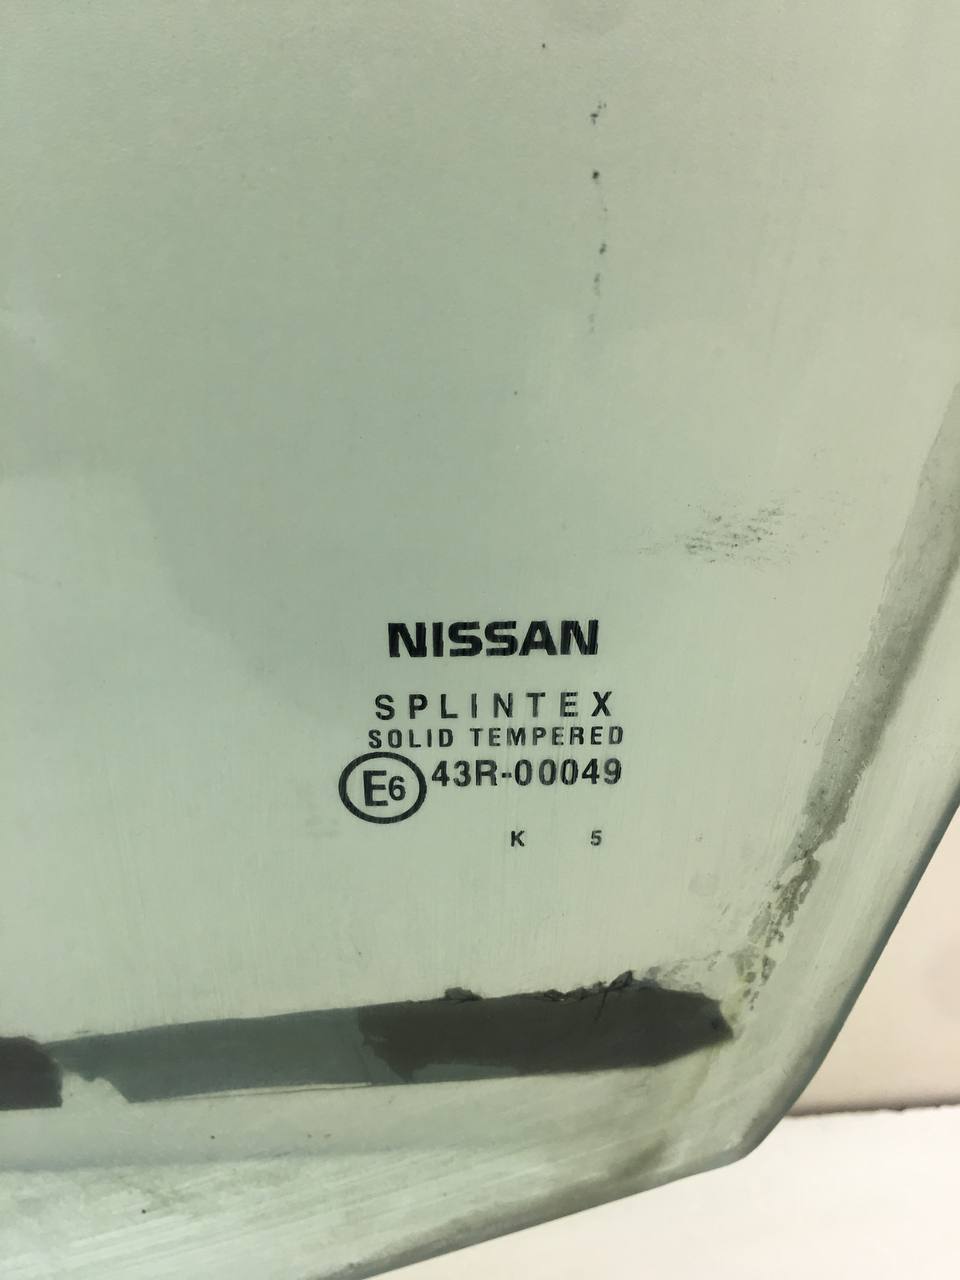 NISSAN
SPLINTEX
SOLID TEMPERED
E6 43R-00049
K 5